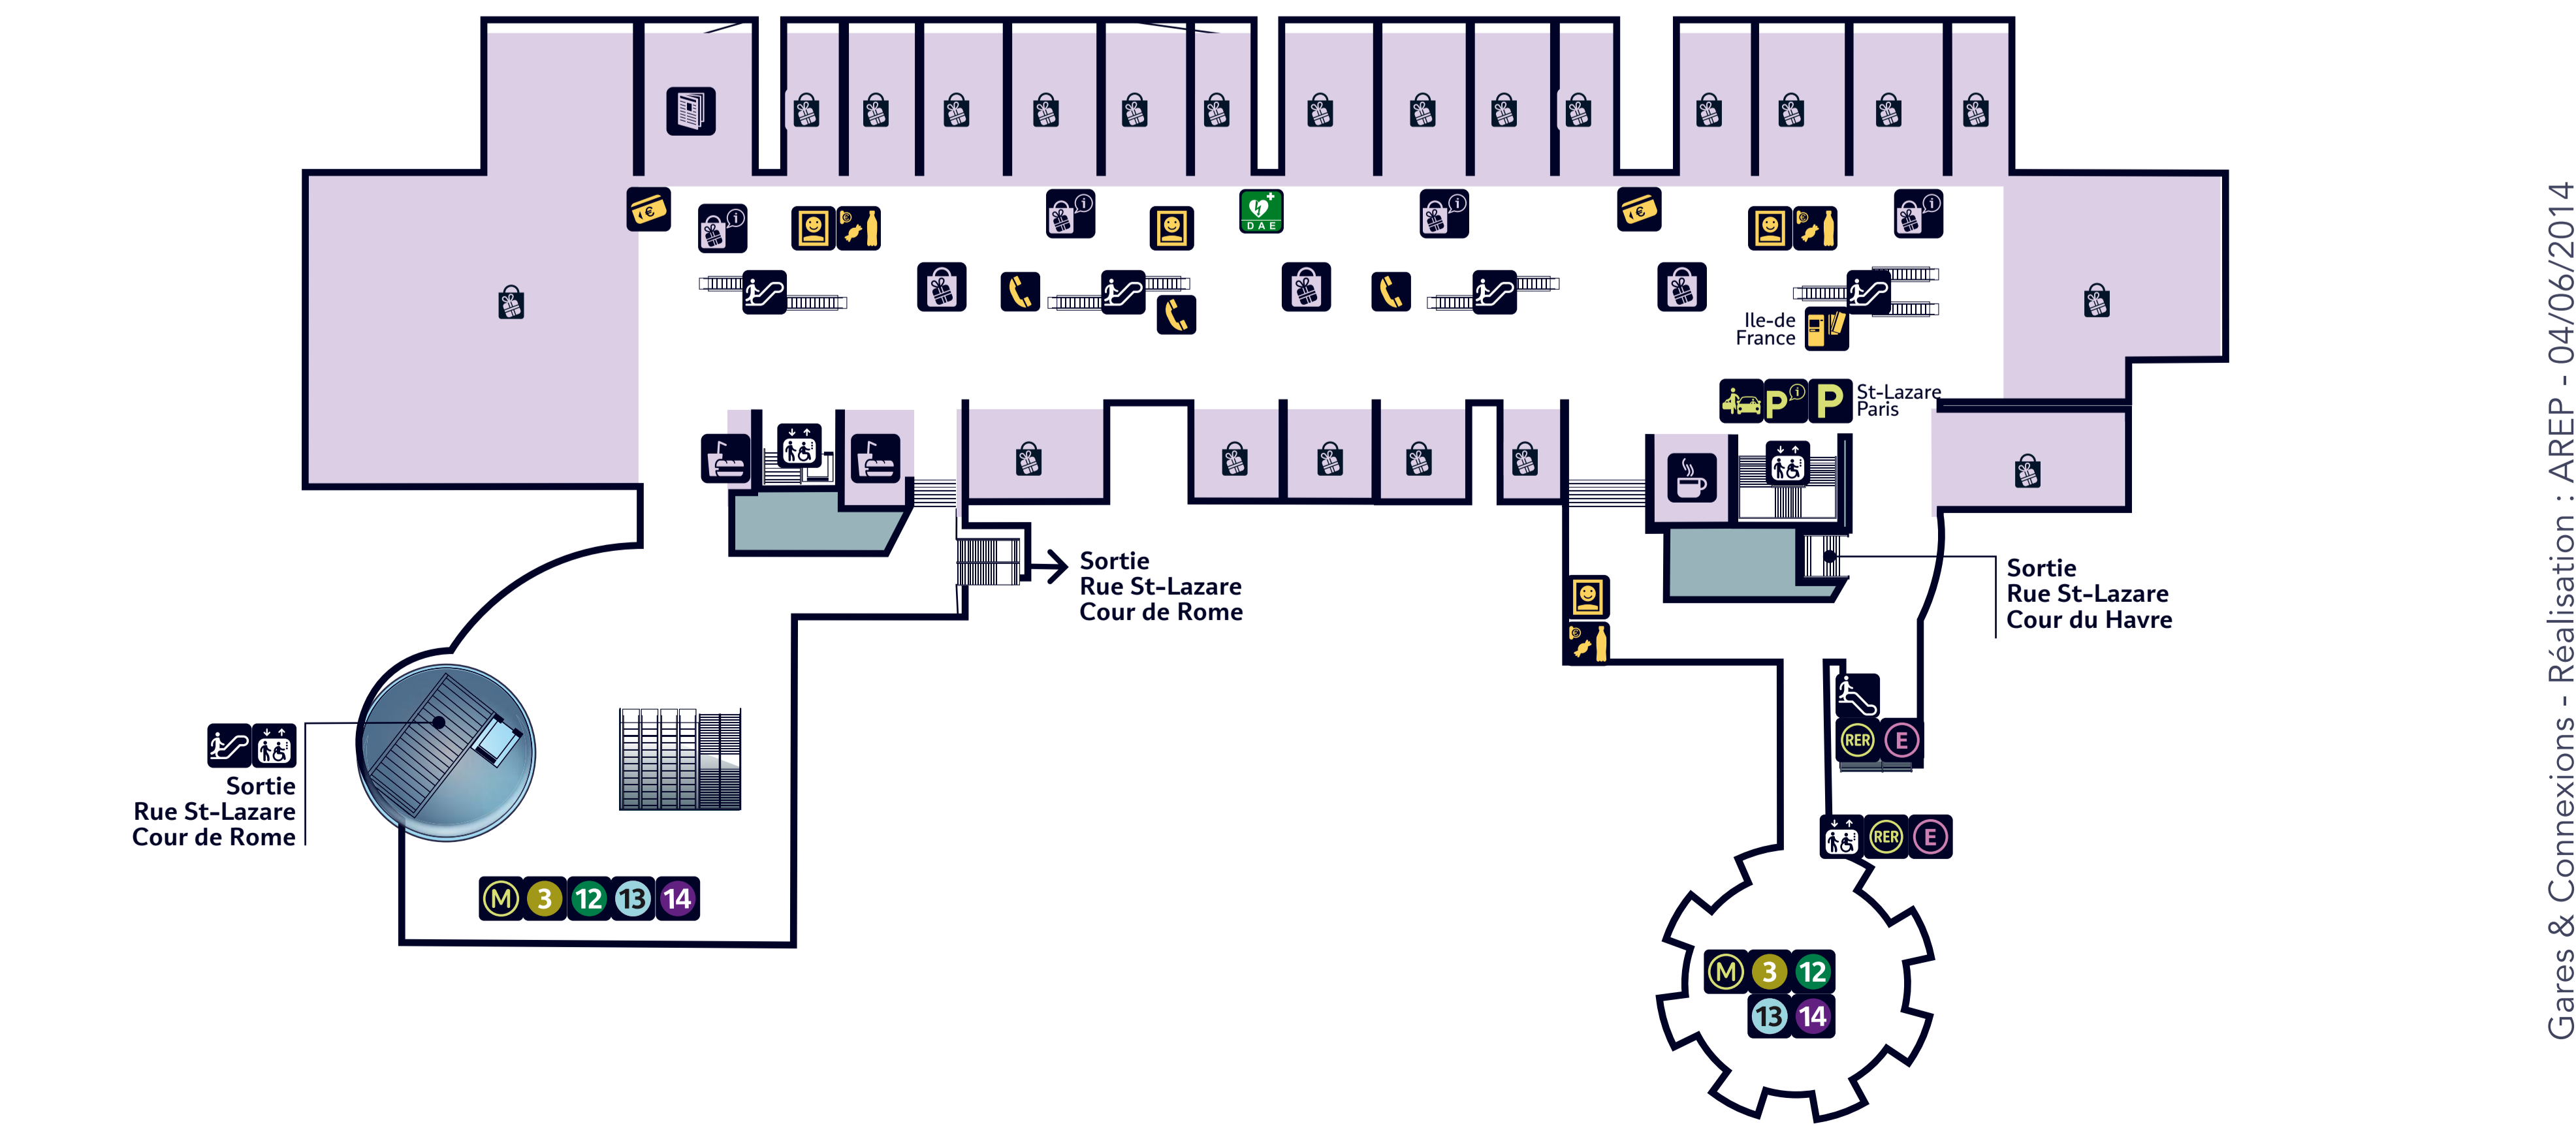 DAE
Ile-de
France
P P St-Lazare
Paris
Sortie
Rue St-Lazare
Cour de Rome
Sortie
Rue St-Lazare
Cour du Havre
RER E
Sortie
Rue St-Lazare
Cour de Rome
RER E
M 3 12 13 14
M 3 12
13 14
Gares & Connexions - Réalisation : AREP - 04/06/2014